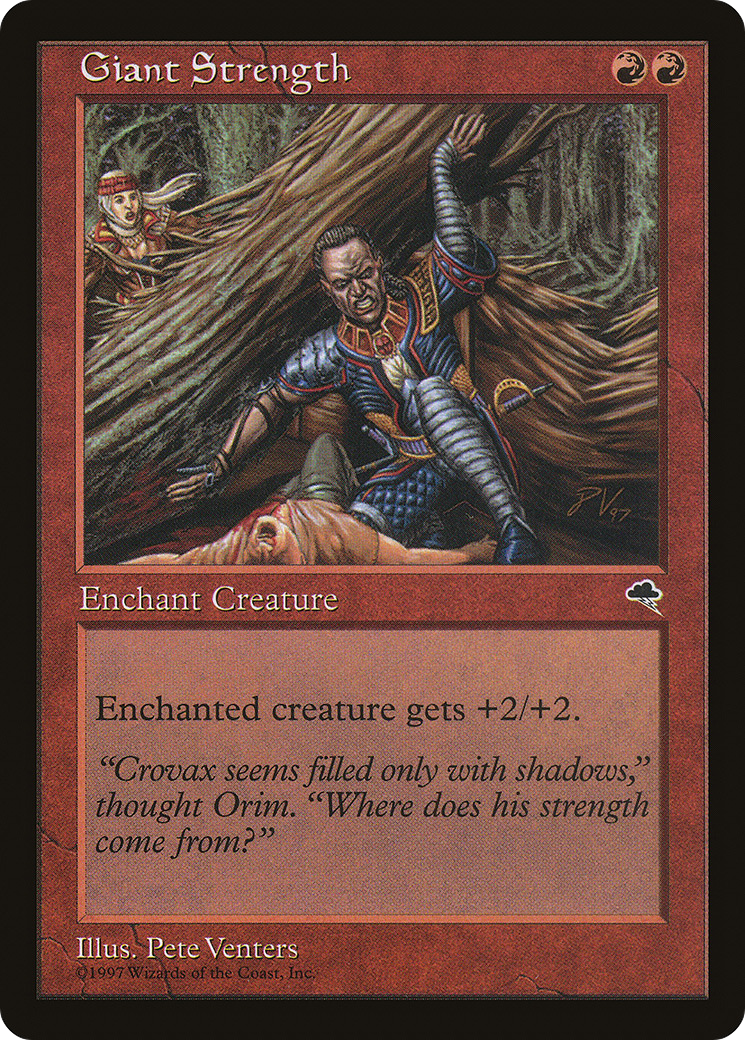 Giant Strength
PV97
Enchant Creature
Enchanted creature gets +2/+2.
“Crovax seems filled only with shadows,”
thought Orim. “Where does his strength
come from?”
Illus. Pete Venters
©1997 Wizards of the Coast, Inc.